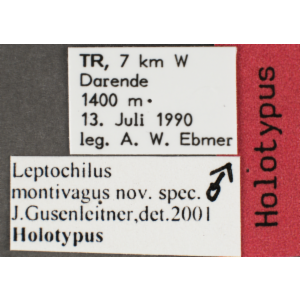 TR, 7 km W
Darende
1400 m.
13. Juli 1990
leg. A. W. Ebmer
Leptochilus
montivagus nov. spec. ♂
J.Gusenleitner,det.2001
Holotypus
Holotypus